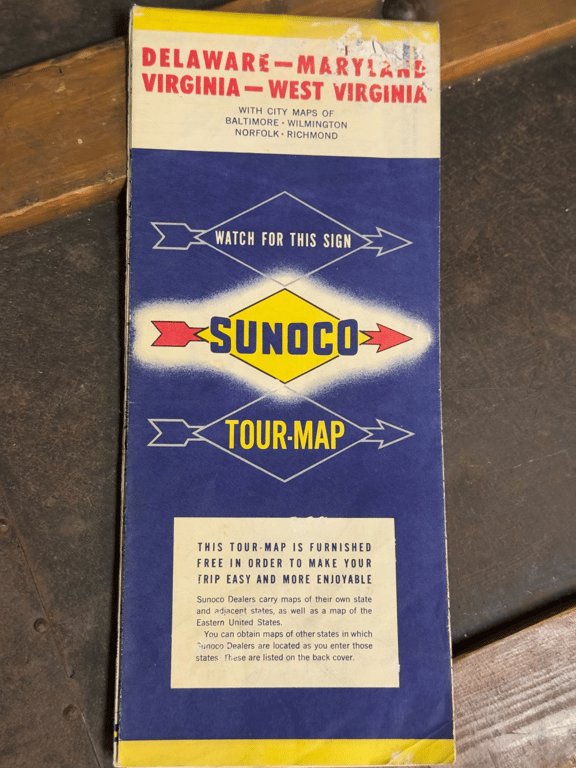 DELAWARE—MARYLAND
VIRGINIA—WEST VIRGINIA
WITH CITY MAPS OF
BALTIMORE • WILMINGTON
NORFOLK • RICHMOND
WATCH FOR THIS SIGN
SUNOCO
TOUR-MAP
THIS TOUR-MAP IS FURNISHED
FREE IN ORDER TO MAKE YOUR
TRIP EASY AND MORE ENJOYABLE
Sunoco Dealers carry maps of their own state
and adjacent states, as well as a map of the
Eastern United States.
You can obtain maps of other states in which
Sunoco Dealers are located as you enter those
states. These are listed on the back cover.